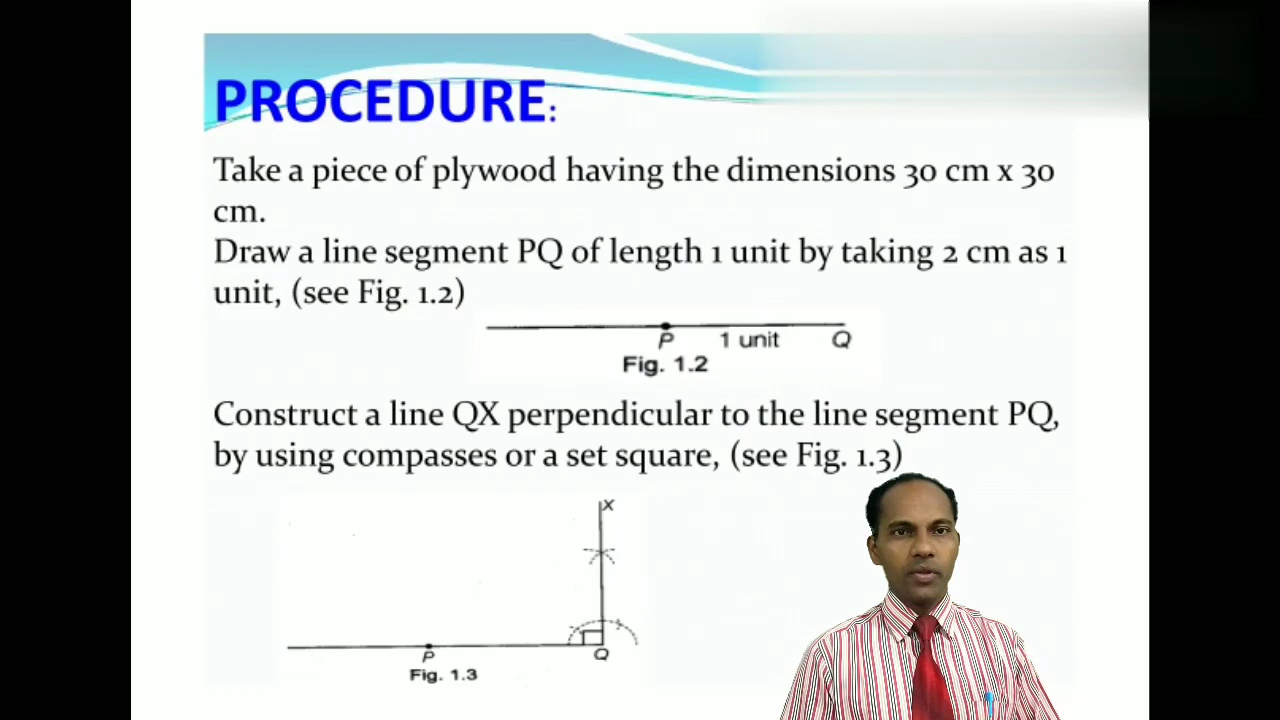 PROCEDURE:
Take a piece of plywood having the dimensions 30 cm x 30
cm.
Draw a line segment PQ of length 1 unit by taking 2 cm as 1
unit, (see Fig. 1.2)
P 1 unit Q
Fig. 1.2
Construct a line QX perpendicular to the line segment PQ,
by using compasses or a set square, (see Fig. 1.3)
X
P Q
Fig. 1.3